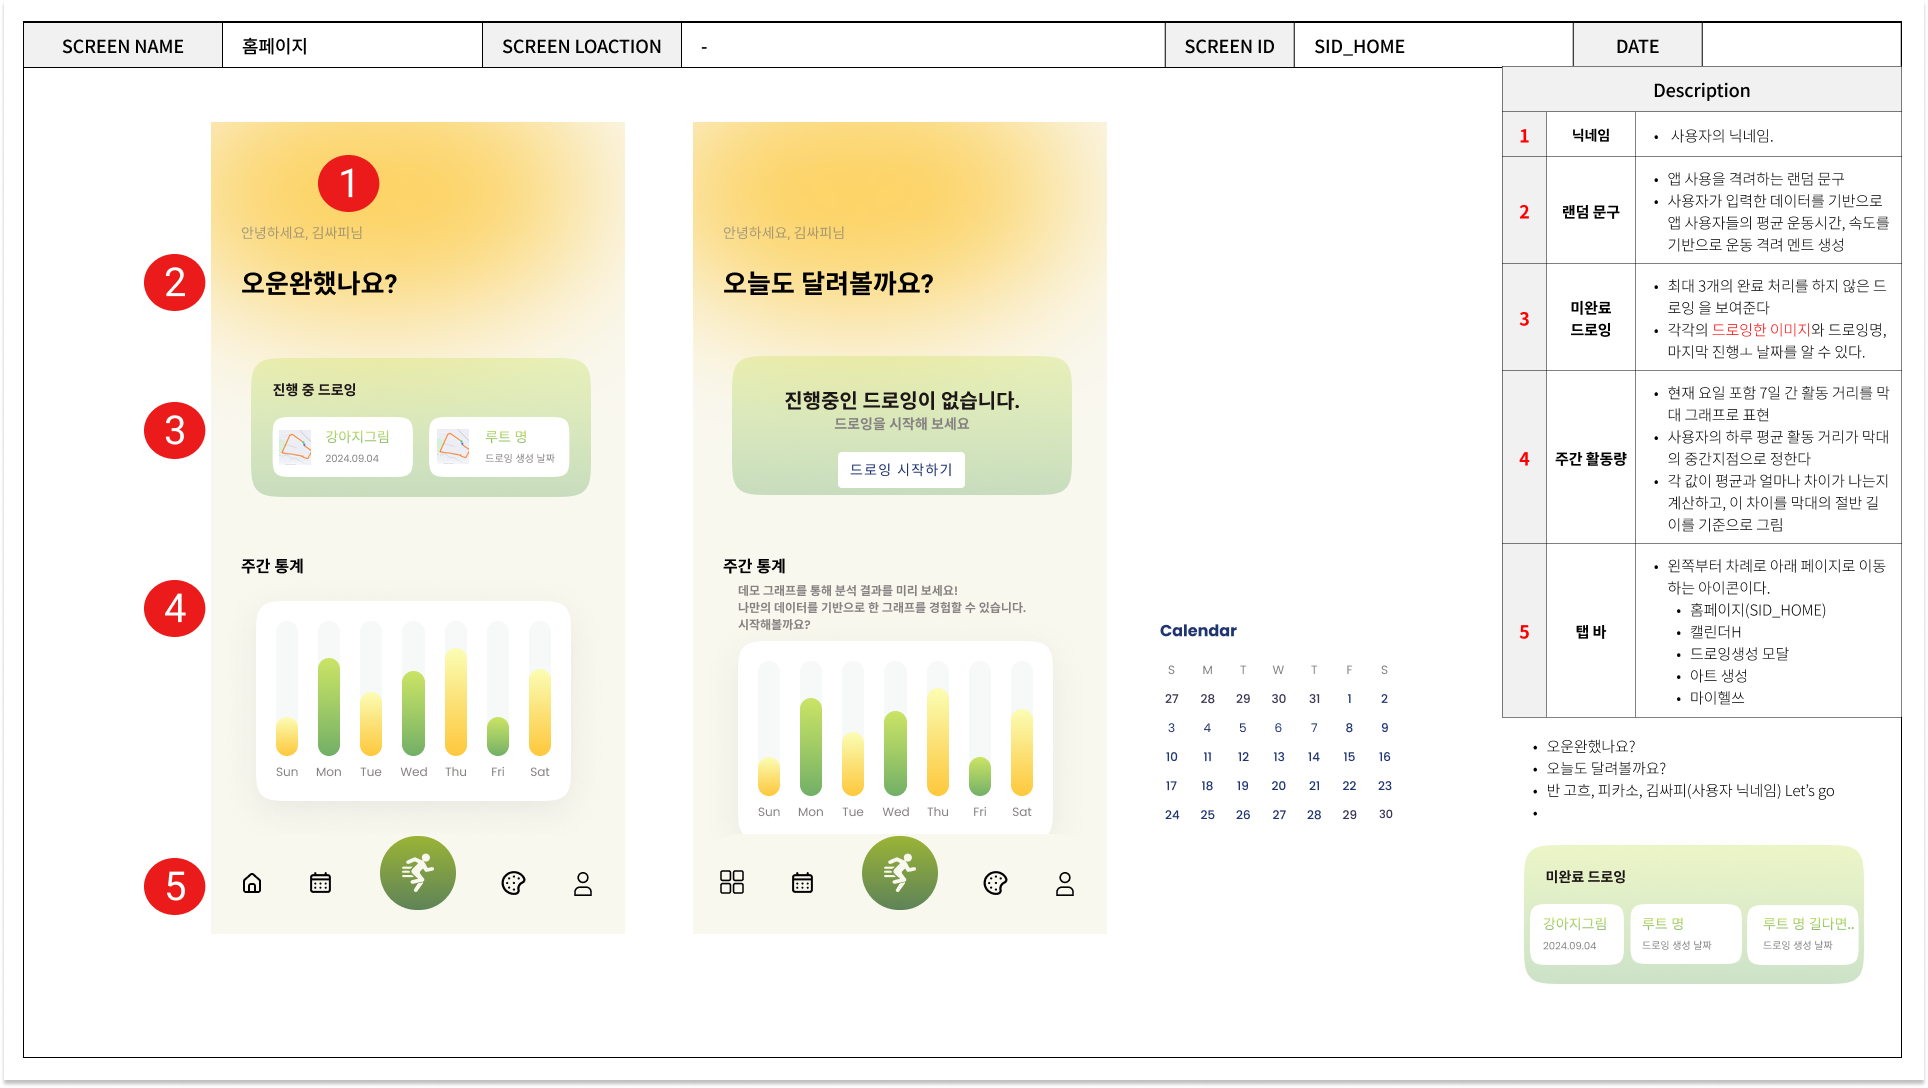 SCREEN NAME
홈페이지
SCREEN LOACTION
-
SCREEN ID
SID_HOME
DATE
1
안녕하세요, 김싸피님
2
오운완했나요?
3
진행 중 드로잉
강아지그림
2024.09.04
루트 명
드로잉 생성 날짜
4
주간 통계
Sun Mon Tue Wed Thu Fri Sat
5
안녕하세요, 김싸피님
오늘도 달려볼까요?
진행중인 드로잉이 없습니다.
드로잉을 시작해 보세요
드로잉 시작하기
주간 통계
데모 그래프를 통해 분석 결과를 미리 보세요!
나만의 데이터를 기반으로 한 그래프를 경험할 수 있습니다.
시작해볼까요?
Sun Mon Tue Wed Thu Fri Sat
Calendar
S M T W T F S
27 28 29 30 31 1 2
3 4 5 6 7 8 9
10 11 12 13 14 15 16
17 18 19 20 21 22 23
24 25 26 27 28 29 30
Description
1
닉네임
• 사용자의 닉네임.
2
랜덤 문구
• 앱 사용을 격려하는 랜덤 문구
• 사용자가 입력한 데이터를 기반으로
앱 사용자들의 평균 운동시간, 속도를
기반으로 운동 격려 멘트 생성
3
미완료
드로잉
• 최대 3개의 완료 처리를 하지 않은 드
로잉 을 보여준다
• 각각의 드로잉한 이미지와 드로잉명,
마지막 진행ㅗ 날짜를 알 수 있다.
4
주간 활동량
• 현재 요일 포함 7일 간 활동 거리를 막
대 그래프로 표현
• 사용자의 하루 평균 활동 거리가 막대
의 중간지점으로 정한다
• 각 값이 평균과 얼마나 차이가 나는지
계산하고, 이 차이를 막대의 절반 길
이를 기준으로 그림
5
탭 바
• 왼쪽부터 차례로 아래 페이지로 이동
하는 아이콘이다.
• 홈페이지(SID_HOME)
• 캘린더H
• 드로잉생성 모달
• 아트 생성
• 마이헬쓰
• 오운완했나요?
• 오늘도 달려볼까요?
• 반 고흐, 피카소, 김싸피(사용자 닉네임) Let's go
•
미완료 드로잉
강아지그림
2024.09.04
루트 명
드로잉 생성 날짜
루트 명 길다면..
드로잉 생성 날짜